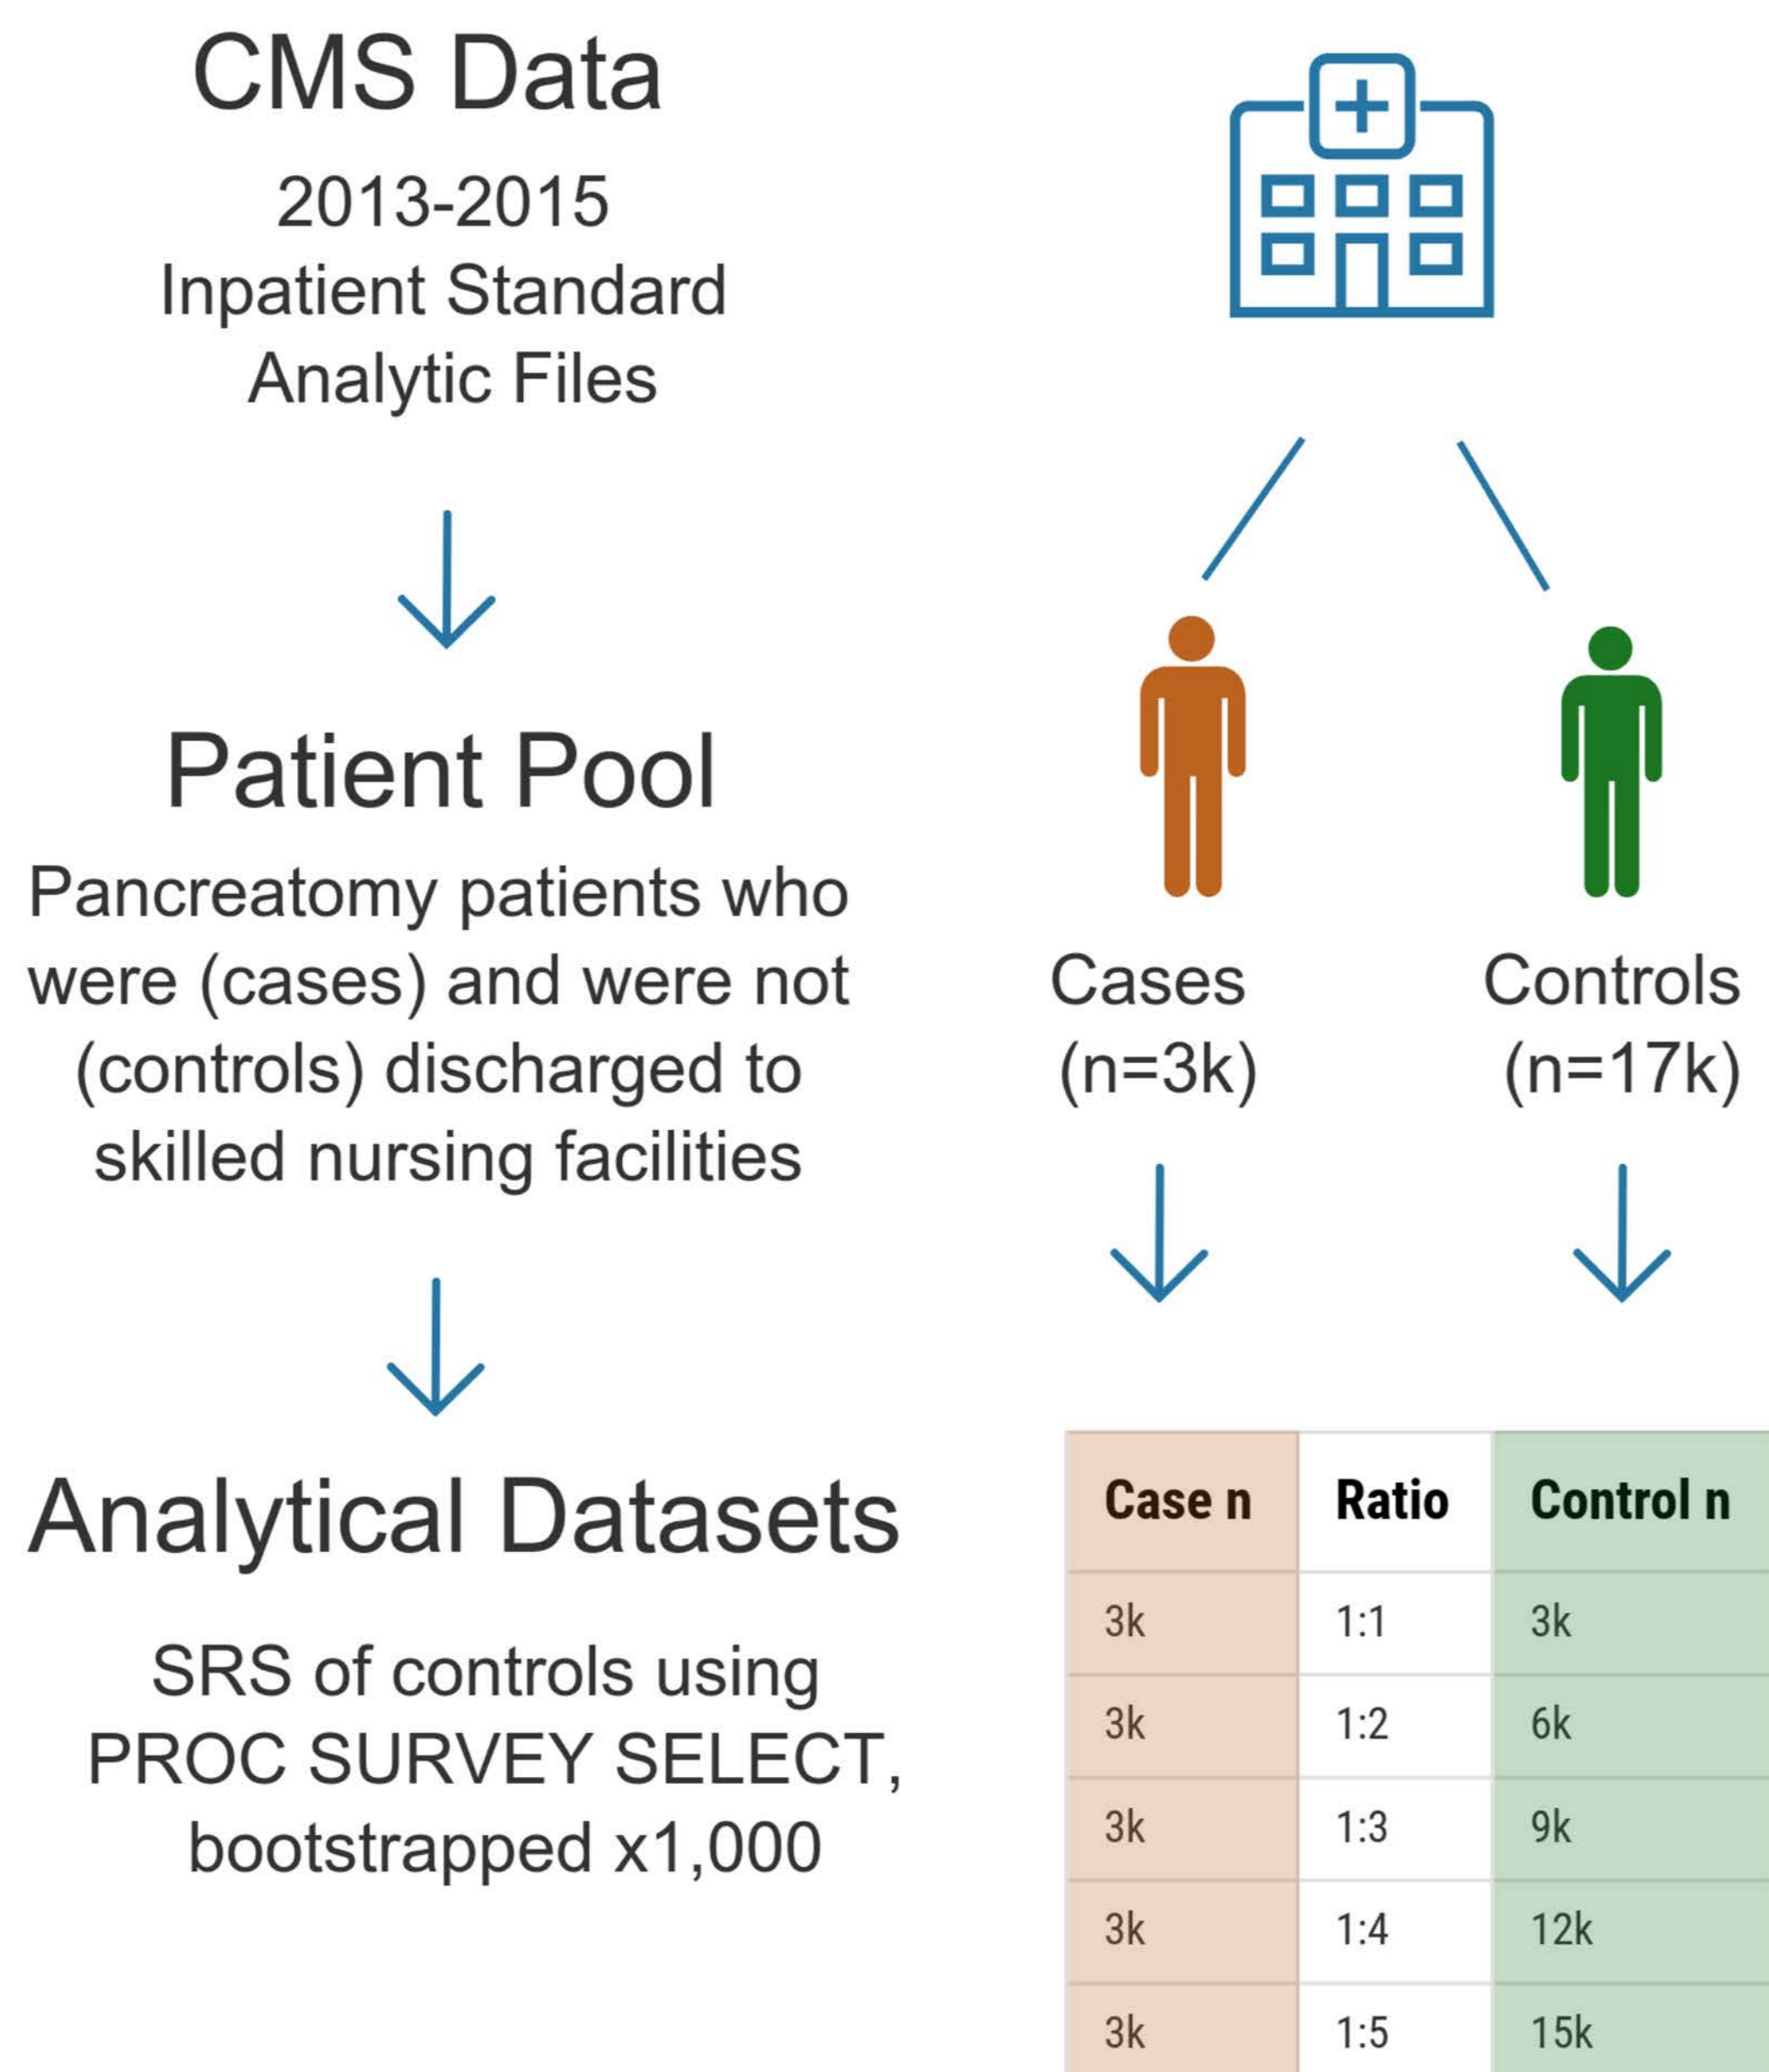 CMS Data
2013-2015
Inpatient Standard
Analytic Files
Patient Pool
Pancreatomy patients who
were (cases) and were not
(controls) discharged to
skilled nursing facilities
Analytical Datasets
SRS of controls using
PROC SURVEY SELECT,
bootstrapped x1,000
Cases
(n=3k)
Controls
(n=17k)
Case n Ratio Control n
3k 1:1 3k
3k 1:2 6k
3k 1:3 9k
3k 1:4 12k
3k 1:5 15k